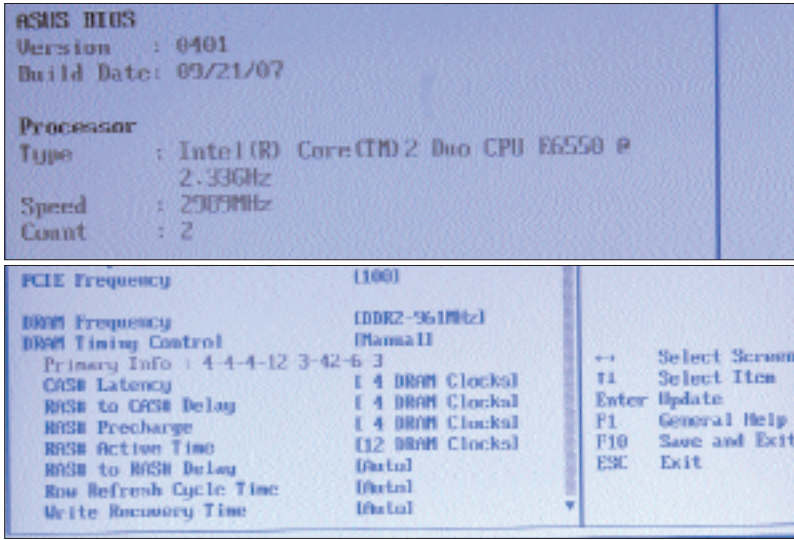 ASUS BIOS
Version : 0401
Build Date: 09/21/07
Processor
Type : Intel(R) Core(TM)2 Duo CPU E6550 @
2.33GHz
Speed : 2989MHz
Count : 2
PCIE Frequency [100]
DRAM Frequency [DDR2-961MHz]
DRAM Timing Control [Manual]
Primary Info : 4-4-4-12 3-42-6-3
CAS# Latency [ 4 DRAM Clocks]
RAS# to CAS# Delay [ 4 DRAM Clocks]
RAS# Precharge [ 4 DRAM Clocks]
RAS# Active Time [12 DRAM Clocks]
RAS# to RAS# Delay [Auto]
Row Refresh Cycle Time [Auto]
Write Recovery Time [Auto]
↔ Select Screen
↑↓ Select Item
Enter Update
F1 General Help
F10 Save and Exit
ESC Exit